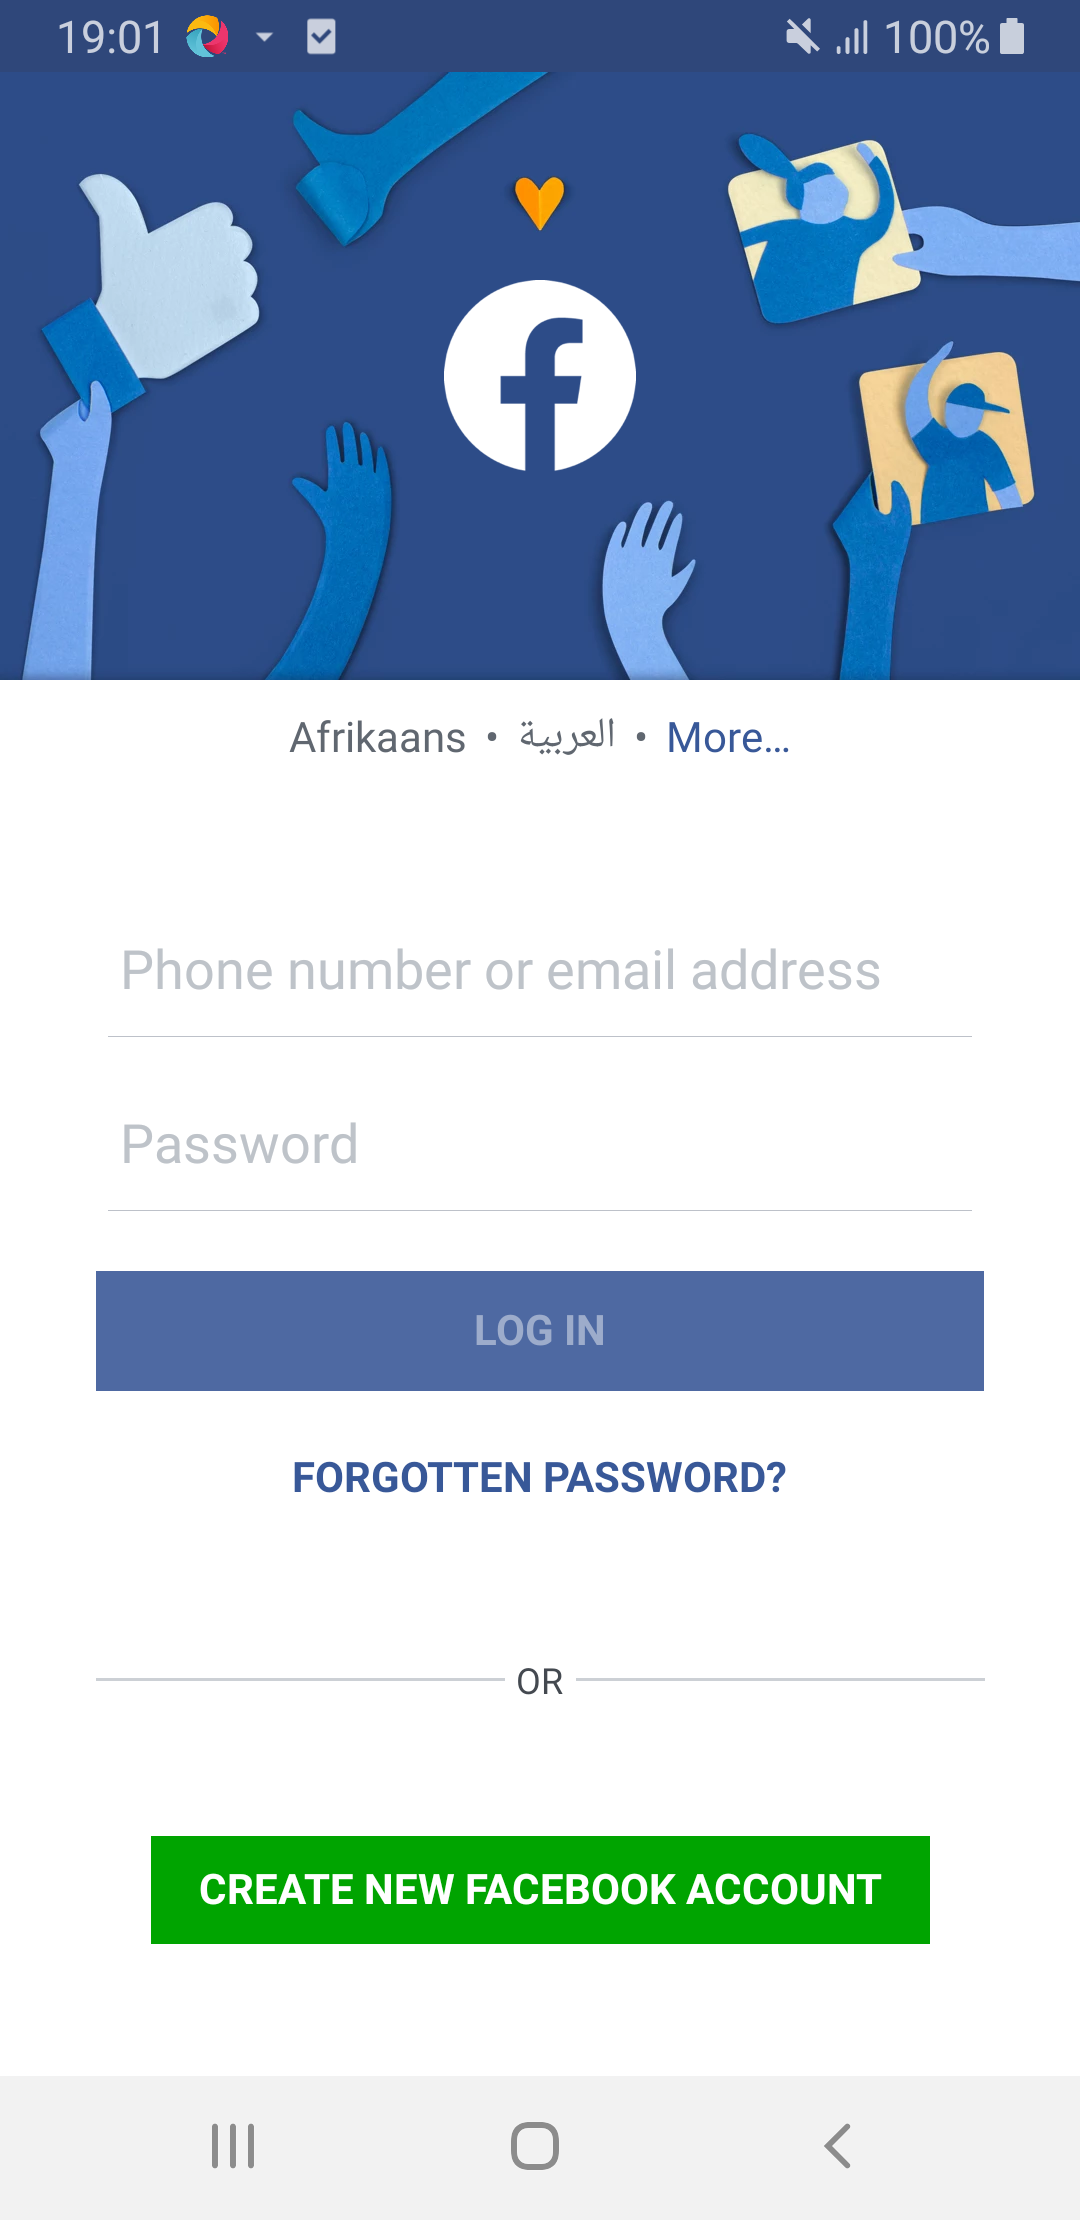 19:01 100%
Afrikaans • العربية • More...
Phone number or email address
Password
LOG IN
FORGOTTEN PASSWORD?
OR
CREATE NEW FACEBOOK ACCOUNT